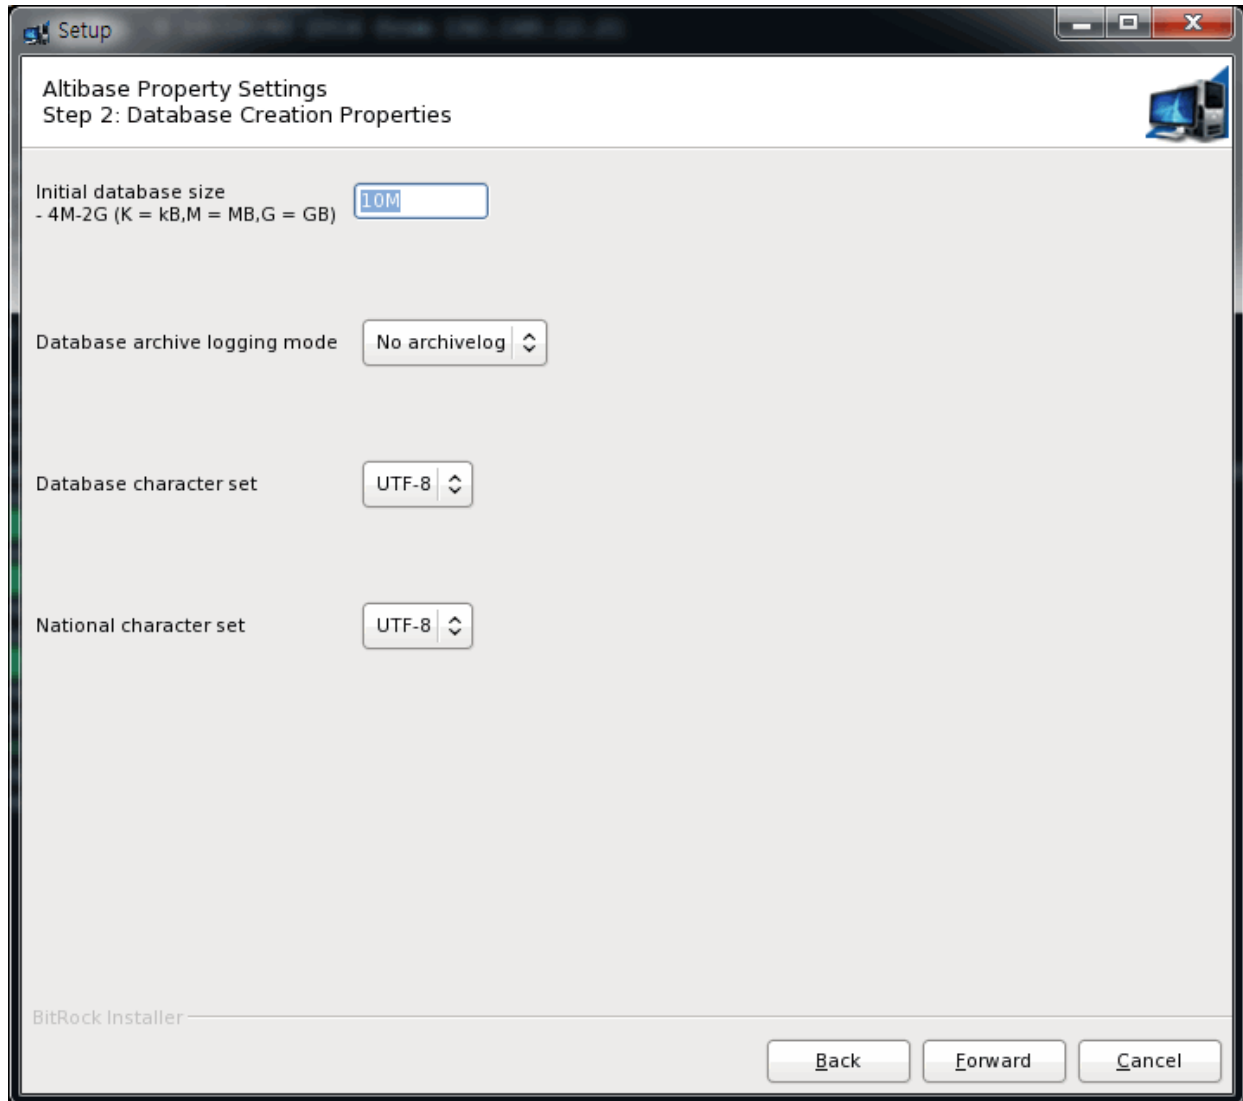 Setup
Altibase Property Settings
Step 2: Database Creation Properties
Initial database size
- 4M-2G (K = kB,M = MB,G = GB)
10M
Database archive logging mode
No archivelog
Database character set
UTF-8
National character set
UTF-8
BitRock Installer
Back
Forward
Cancel